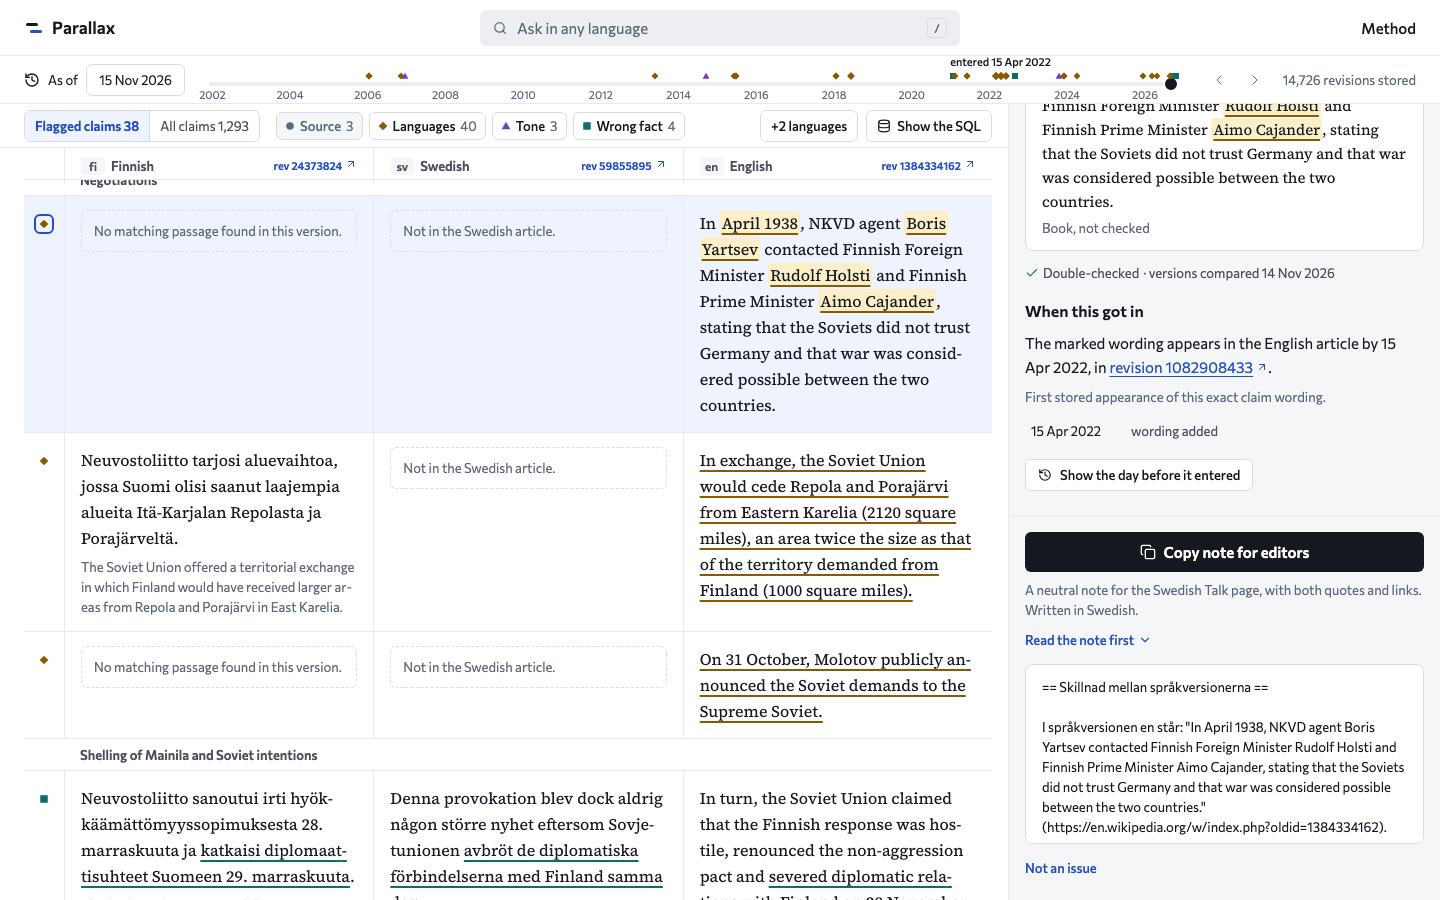 Parallax
Ask in any language
/
Method
As of
15 Nov 2026
entered 15 Apr 2022
2002 2004 2006 2008 2010 2012 2014 2016 2018 2020 2022 2024 2026
14,726 revisions stored
Flagged claims 38
All claims 1,293
Source 3
Languages 40
Tone 3
Wrong fact 4
+2 languages
Show the SQL
fi Finnish rev 24373824
sv Swedish rev 59855895
en English rev 1384334162
Negotiations
No matching passage found in this version.
Not in the Swedish article.
In April 1938, NKVD agent Boris
Yartsev contacted Finnish Foreign
Minister Rudolf Holsti and Finnish
Prime Minister Aimo Cajander,
stating that the Soviets did not trust
Germany and that war was consid-
ered possible between the two
countries.
Neuvostoliitto tarjosi aluevaihtoa,
jossa Suomi olisi saanut laajempia
alueita Itä-Karjalan Repolasta ja
Porajärveltä.
The Soviet Union offered a territorial exchange
in which Finland would have received larger ar-
eas from Repola and Porajärvi in East Karelia.
Not in the Swedish article.
In exchange, the Soviet Union
would cede Repola and Porajärvi
from Eastern Karelia (2120 square
miles), an area twice the size as that
of the territory demanded from
Finland (1000 square miles).
No matching passage found in this version.
Not in the Swedish article.
On 31 October, Molotov publicly an-
nounced the Soviet demands to the
Supreme Soviet.
Shelling of Mainila and Soviet intentions
Neuvostoliitto sanoutui irti hyök-
käämättömyyssopimuksesta 28.
marraskuuta ja katkaisi diplomaat-
tisuhteet Suomeen 29. marraskuuta.
Denna provokation blev dock aldrig
någon större nyhet eftersom Sovje-
tunionen avbröt de diplomatiska
förbindelserna med Finland samma
In turn, the Soviet Union claimed
that the Finnish response was hos-
tile, renounced the non-aggression
pact and severed diplomatic rela-
Finnish Foreign Minister Rudolf Holsti and
Finnish Prime Minister Aimo Cajander, stating
that the Soviets did not trust Germany and that war
was considered possible between the two
countries.
Book, not checked
Double-checked · versions compared 14 Nov 2026
When this got in
The marked wording appears in the English article by 15
Apr 2022, in revision 1082908433.
First stored appearance of this exact claim wording.
15 Apr 2022 wording added
Show the day before it entered
Copy note for editors
A neutral note for the Swedish Talk page, with both quotes and links.
Written in Swedish.
Read the note first
== Skillnad mellan språkversionerna ==
I språkversionen en står: "In April 1938, NKVD agent Boris
Yartsev contacted Finnish Foreign Minister Rudolf Holsti and
Finnish Prime Minister Aimo Cajander, stating that the Soviets
did not trust Germany and that war was considered possible
between the two countries."
(https://en.wikipedia.org/w/index.php?oldid=1384334162).
Not an issue